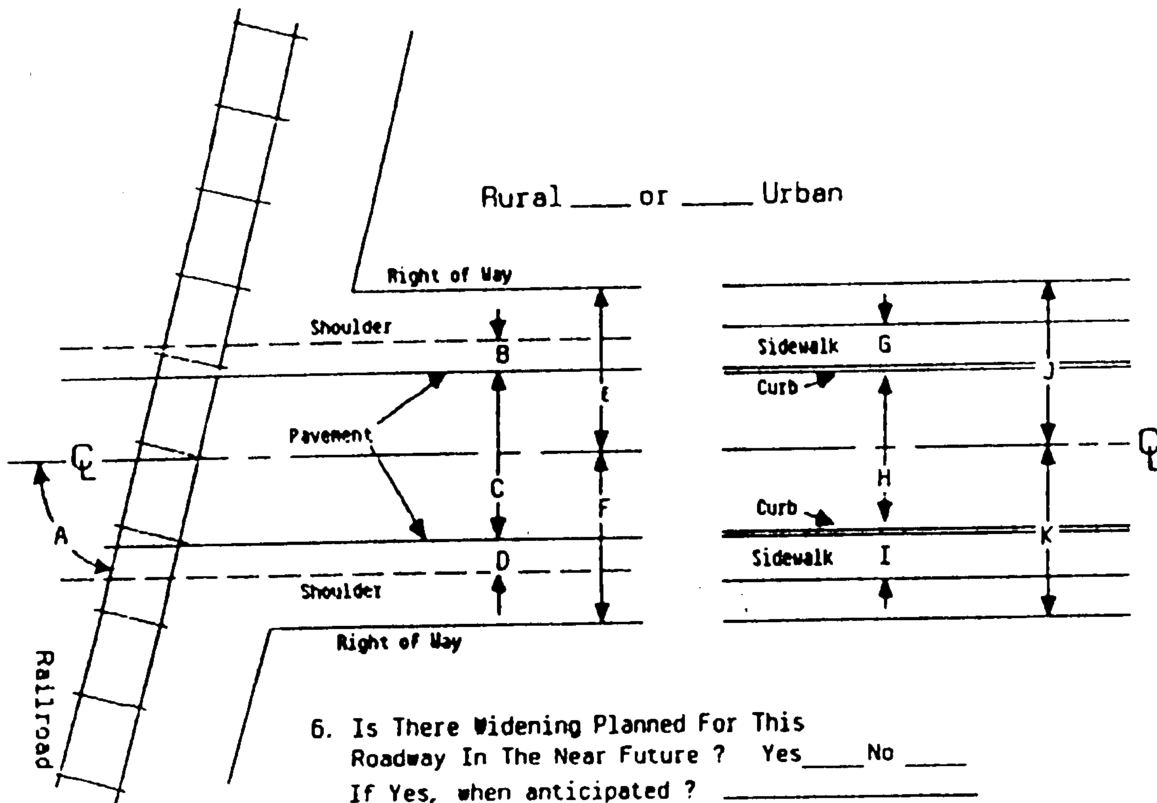 Rural ____ or ____ Urban
Right of Way
Shoulder
B
Sidewalk G
E
J
Curb
Pavement
CL
CL
C
F
H
A
Curb
K
D
Sidewalk I
Shoulder
Right of Way
Railroad
6. Is There Widening Planned For This
Roadway In The Near Future ? Yes____ No ____
If Yes, when anticipated ? ____________